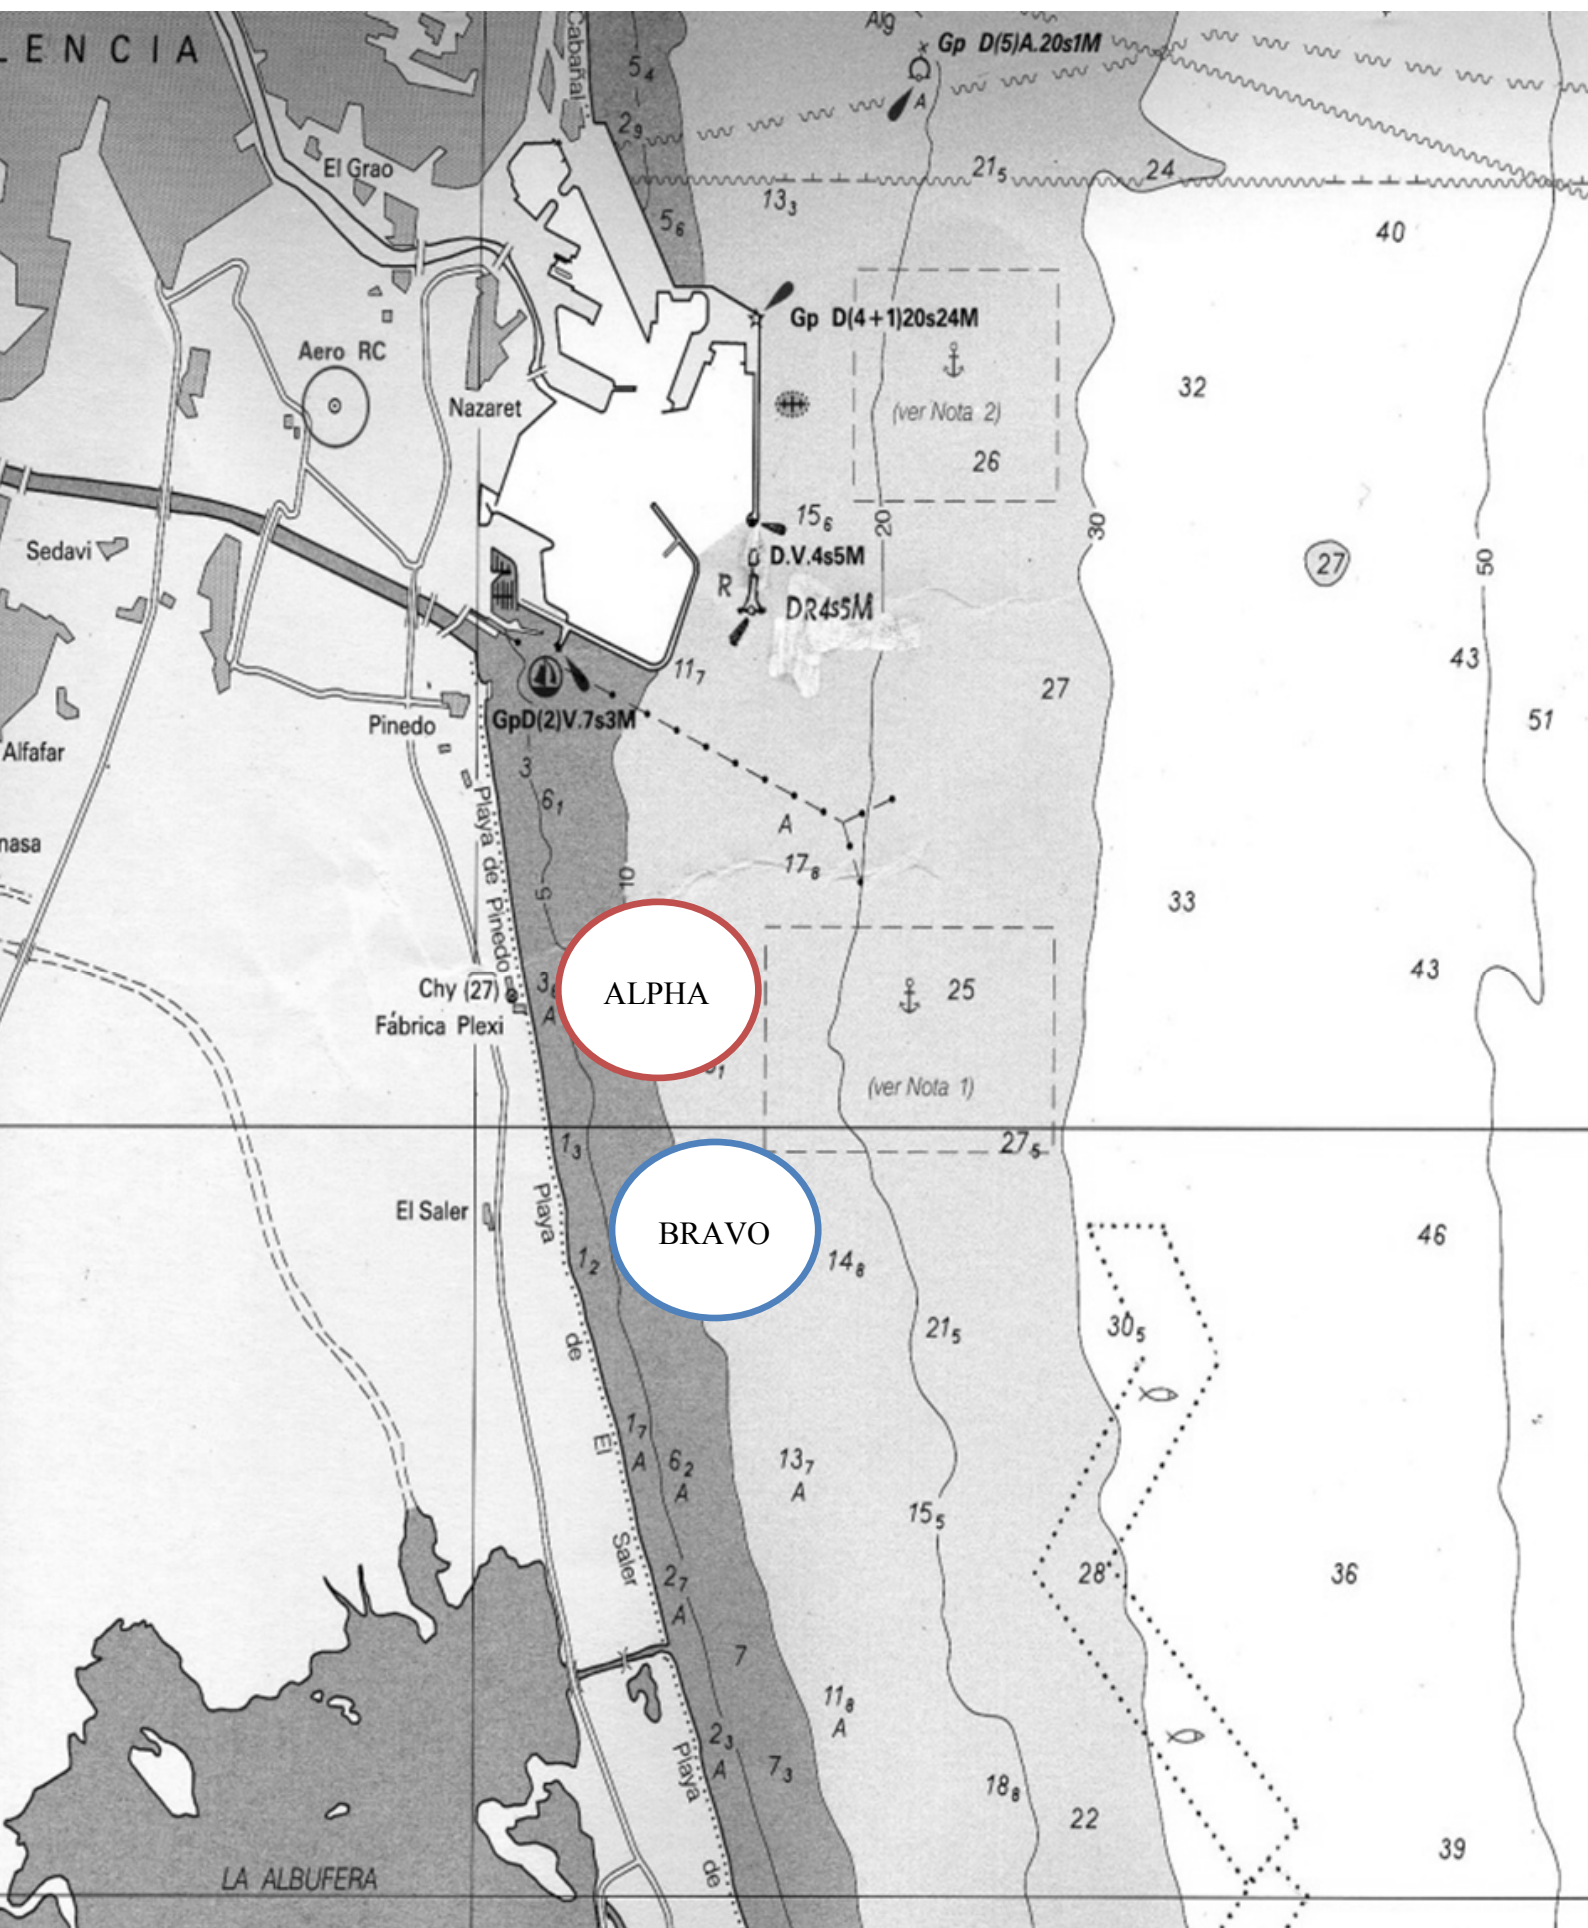 LENCIA
Cabañal
5₄
2₉
Alg
Gp D(5)A.20s1M
A
El Grao
21₅
24
13₃
5₆
40
Gp D(4+1)20s24M
Aero RC
32
Nazaret
(ver Nota 2)
26
15₆
20
30
50
27
Sedavi
D.V.4s5M
R
DR4s5M
11₇
43
27
Pinedo
GpD(2)V.7s3M
51
Alfafar
3
6₁
Playa de Pinedo
A
nasa
17₈
5
10
33
43
Chy (27)
3
A
ALPHA
25
Fábrica Plexi
(ver Nota 1)
1₃
27₅
El Saler
Playa
BRAVO
46
1₂
14₈
de
21₅
30₅
1₇
A
El
6₂
A
13₇
A
15₅
Saler
2₇
A
28
36
7
11₈
A
2₃
A
Playa
7₃
18₈
22
39
LA ALBUFERA
de